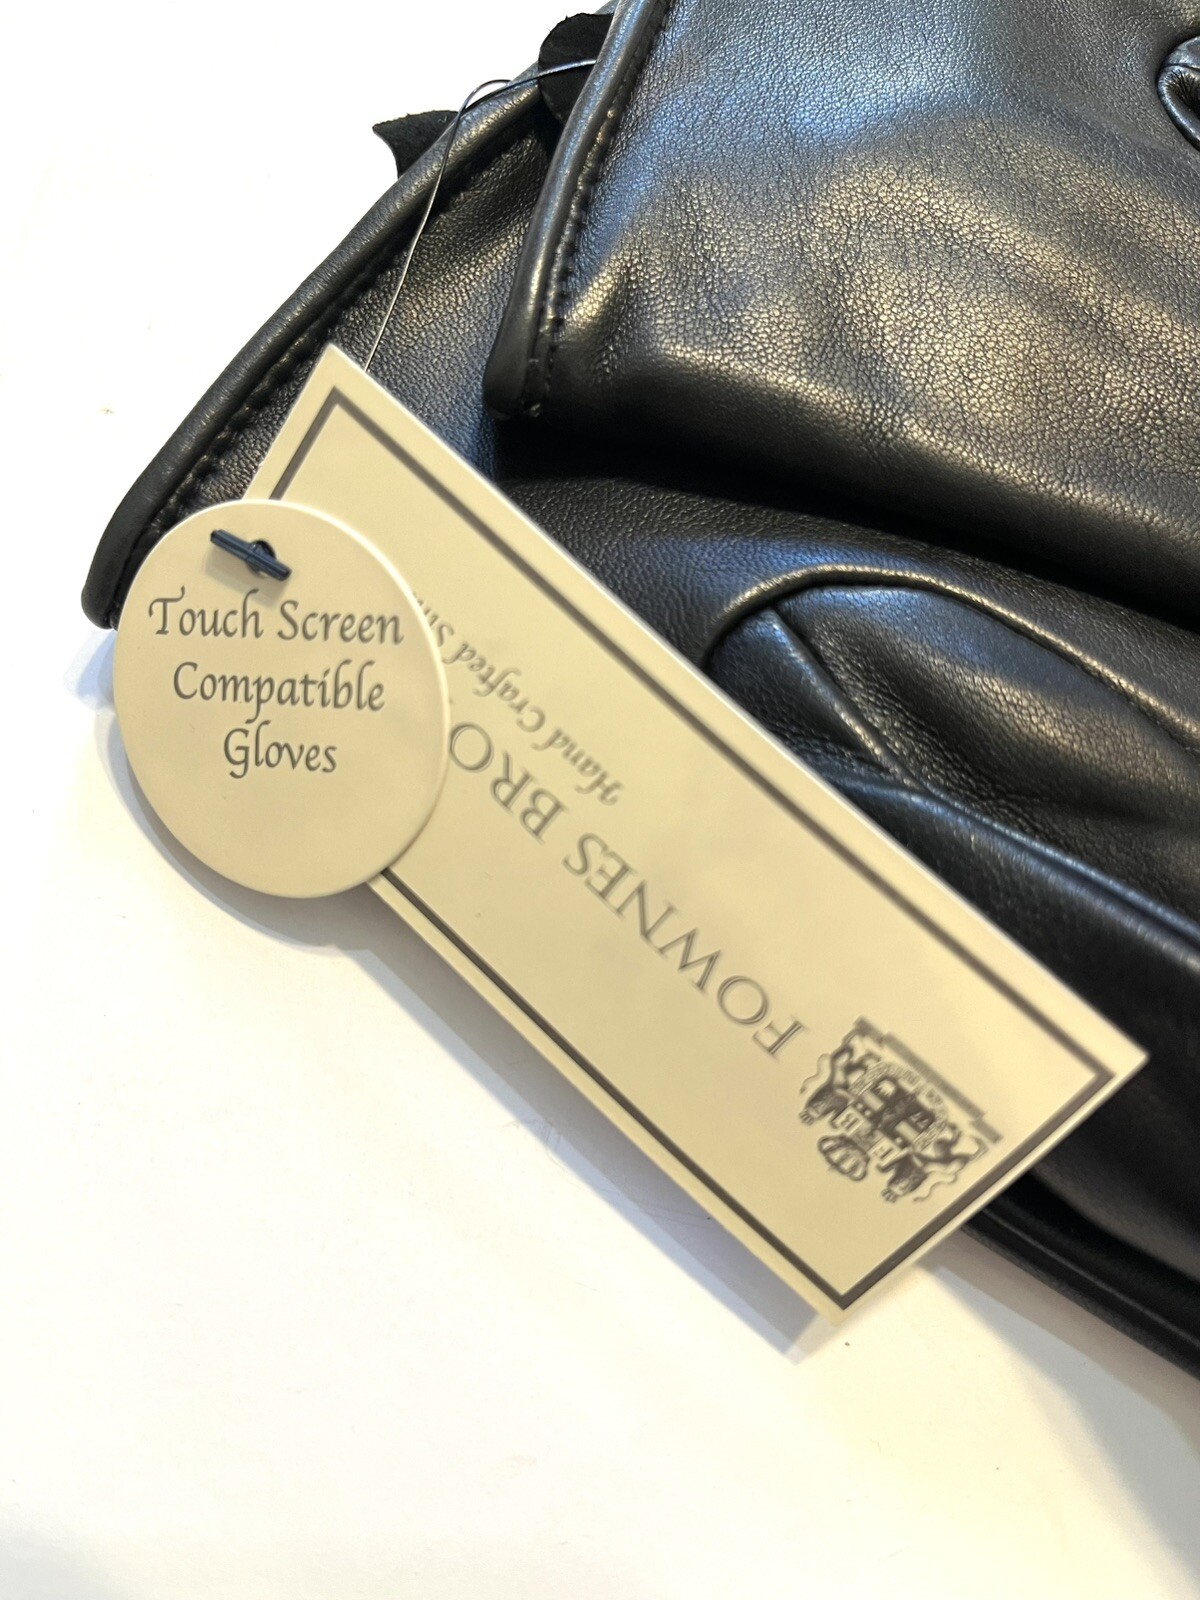 Touch Screen
Compatible
Gloves
FOWNES BRO
Hand Crafted